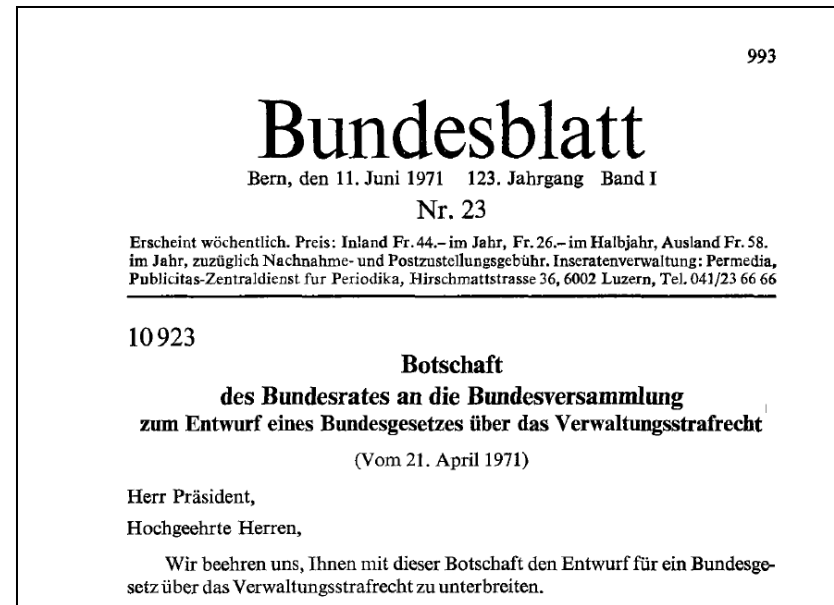 993
Bundesblatt
Bern, den 11. Juni 1971 123. Jahrgang Band I
Nr. 23
Erscheint wöchentlich. Preis: Inland Fr. 44.– im Jahr, Fr. 26.– im Halbjahr, Ausland Fr. 58.
im Jahr, zuzüglich Nachnahme- und Postzustellungsgebühr. Inseratenverwaltung: Permedia,
Publicitas-Zentraldienst fur Periodika, Hirschmattstrasse 36, 6002 Luzern, Tel. 041/23 66 66
10923
Botschaft
des Bundesrates an die Bundesversammlung
zum Entwurf eines Bundesgesetzes über das Verwaltungsstrafrecht
(Vom 21. April 1971)
Herr Präsident,
Hochgeehrte Herren,
Wir beehren uns, Ihnen mit dieser Botschaft den Entwurf für ein Bundesge-
setz über das Verwaltungsstrafrecht zu unterbreiten.